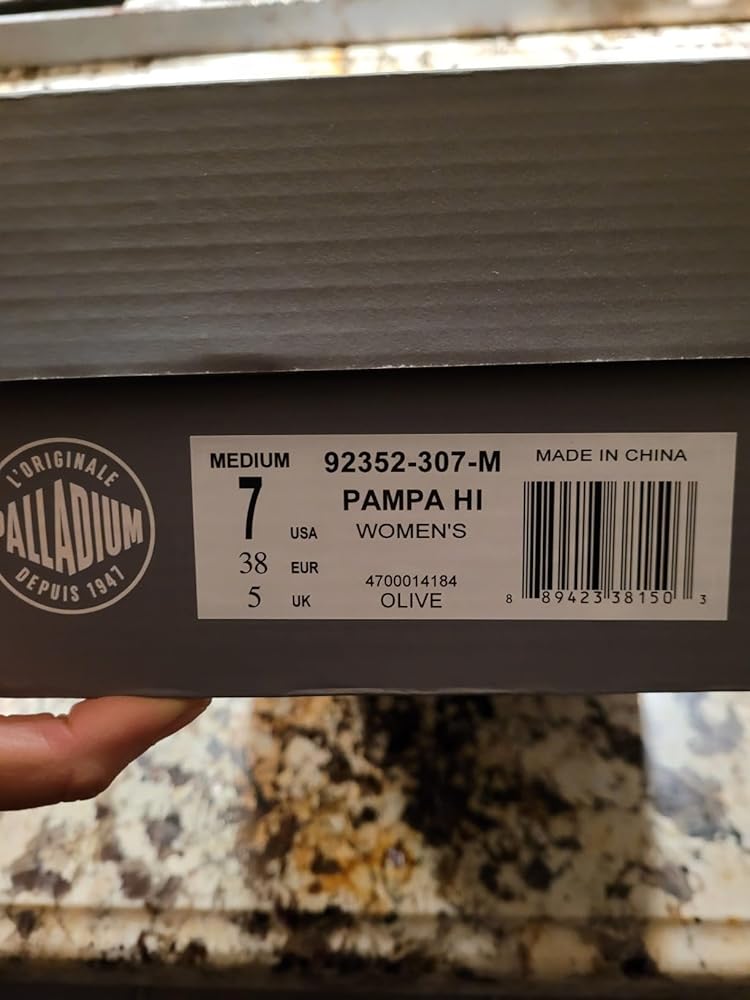 L'ORIGINALE
PALLADIUM
DEPUIS 1947
MEDIUM
7 USA
38 EUR
5 UK
92352-307-M
PAMPA HI
WOMEN'S
4700014184
OLIVE
MADE IN CHINA
8 89423 38150 3